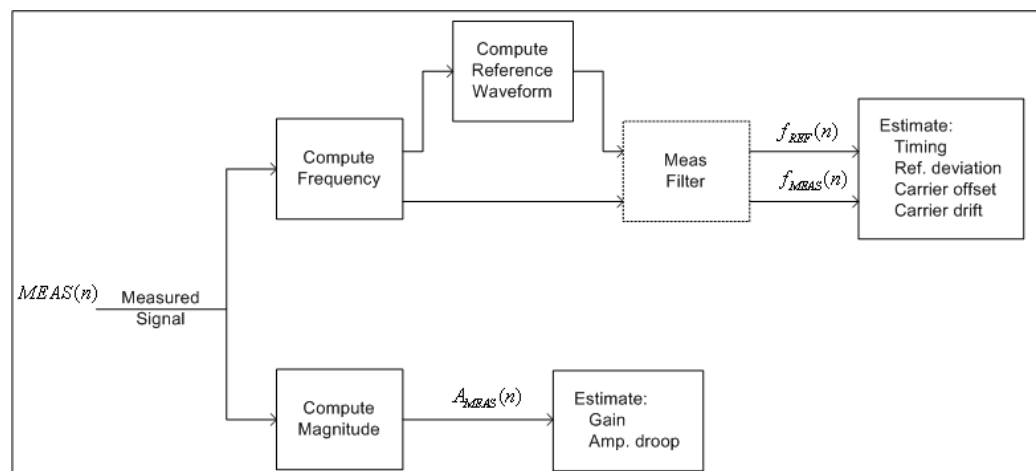 Compute
Reference
Waveform
Compute
Frequency
Meas
Filter
f_REF(n)
f_MEAS(n)
Estimate:
Timing
Ref. deviation
Carrier offset
Carrier drift
MEAS(n)
Measured
Signal
Compute
Magnitude
A_MEAS(n)
Estimate:
Gain
Amp. droop